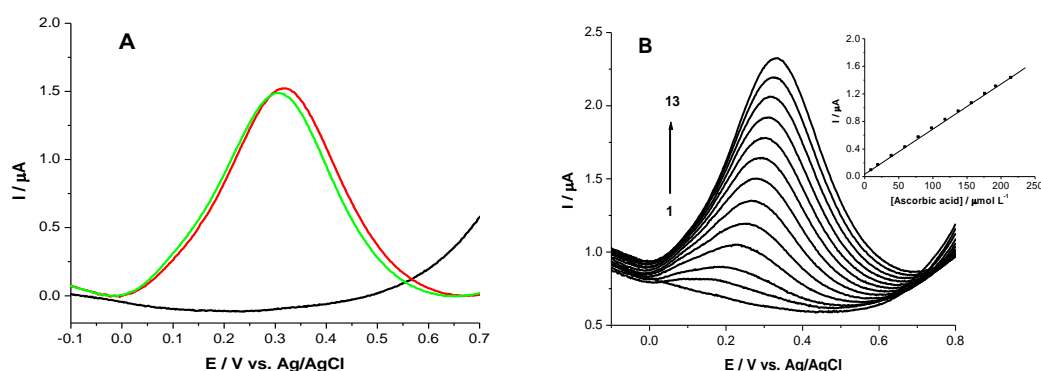 A
2.0
1.5
1.0
0.5
0.0
I / µA
-0.1 0.0 0.1 0.2 0.3 0.4 0.5 0.6 0.7
E / V vs. Ag/AgCl
B
2.5
2.0
1.5
1.0
0.5
I / µA
13
1
0.0 0.2 0.4 0.6 0.8
E / V vs. Ag/AgCl
2.0
1.6
1.2
0.8
0.4
0.0
I / µA
0 50 100 150 200 250
[Ascorbic acid] / µmol L⁻¹